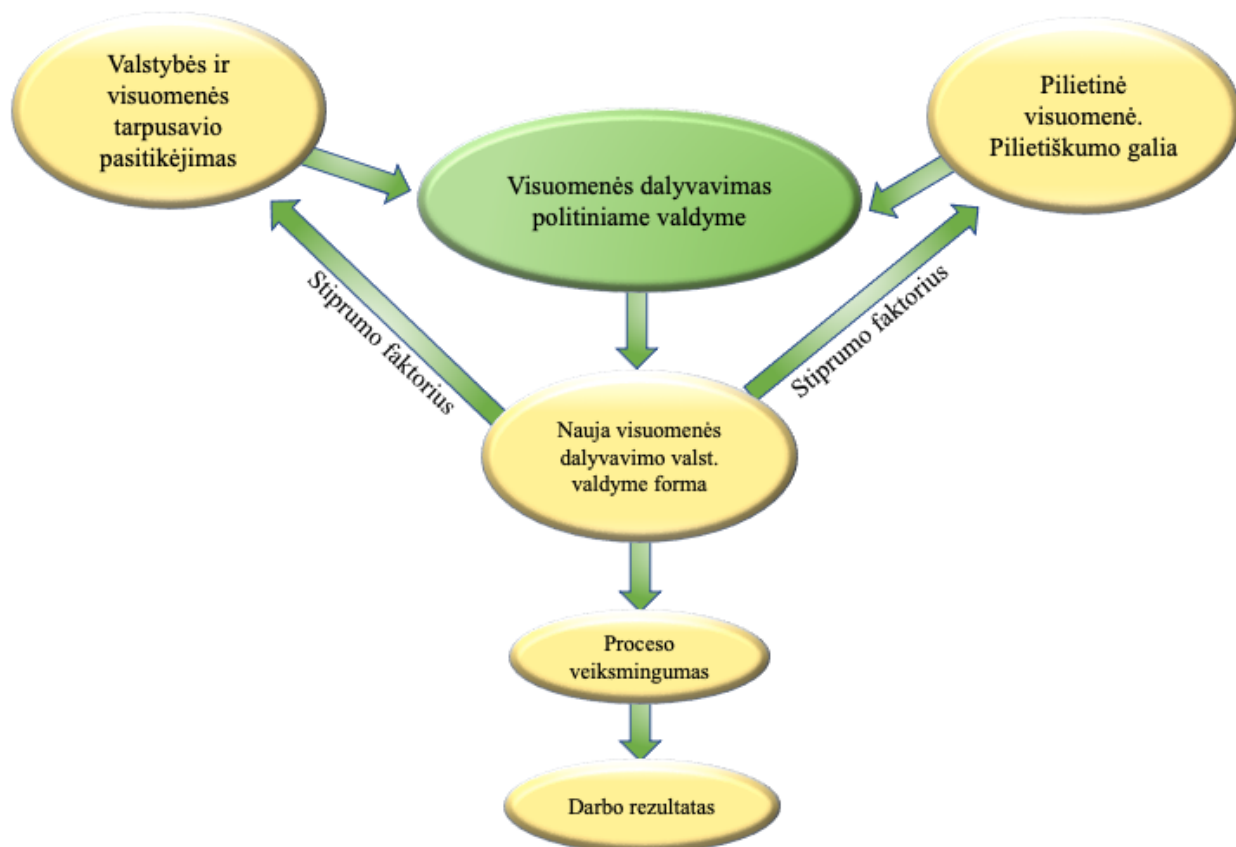 Valstybės ir
visuomenės
tarpusavio
pasitikėjimas
Pilietinė
visuomenė.
Pilietiškumo galia
Visuomenės dalyvavimas
politiniame valdyme
Stiprumo faktorius
Stiprumo faktorius
Nauja visuomenės
dalyvavimo valst.
valdyme forma
Proceso
veiksmingumas
Darbo rezultatas